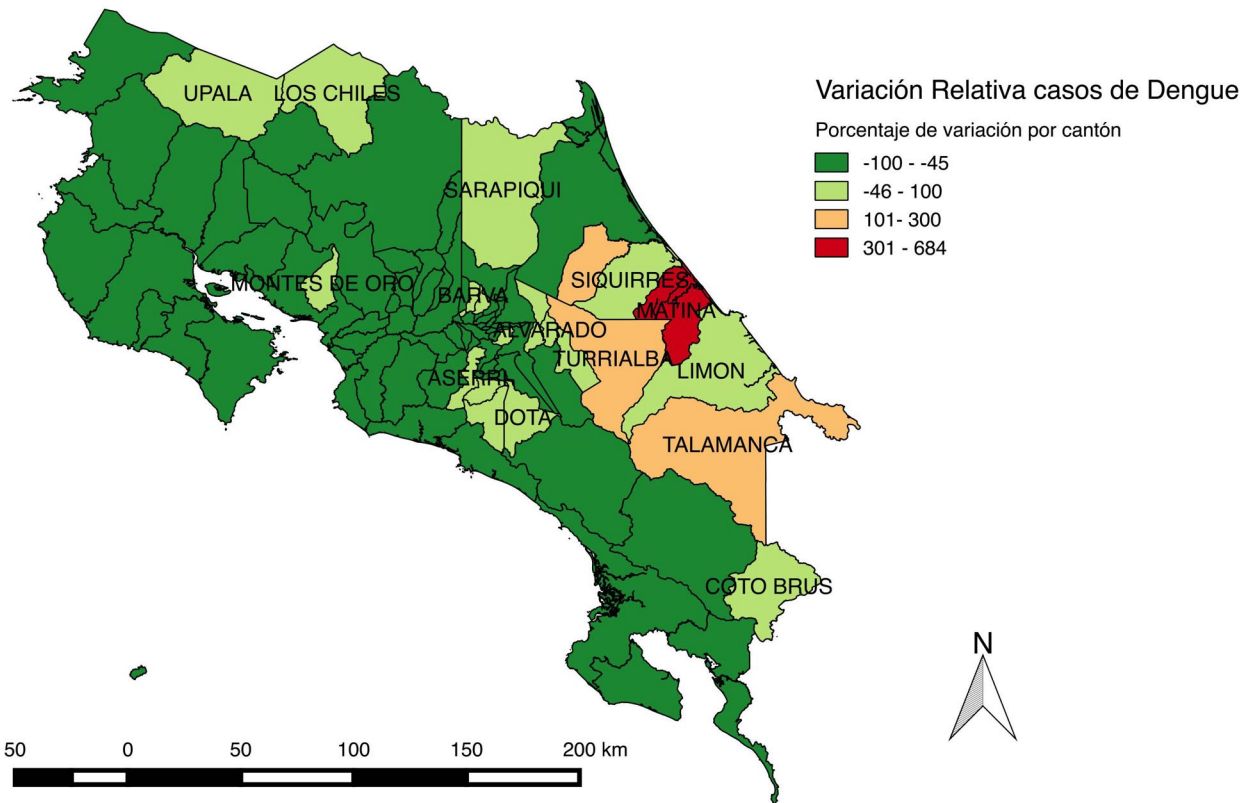 Variación Relativa casos de Dengue
Porcentaje de variación por cantón
-100 - -45
-46 - 100
101- 300
301 - 684
UPALA
LOS CHILES
SARAPIQUI
MONTES DE ORO
BARVA
SIQUIRRES
MATINA
ALVARADO
TURRIALBA
LIMON
ASERRI
DOTA
TALAMANCA
COTO BRUS
N
50 0 50 100 150 200 km